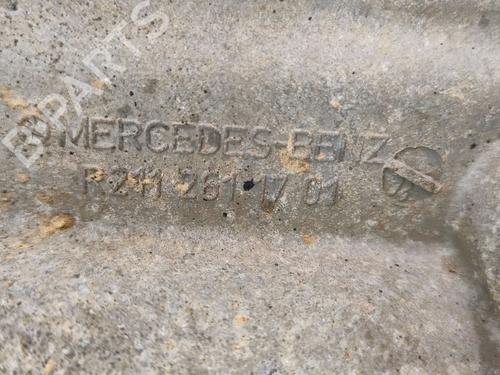 B-PARTS
MERCEDES-BENZ
R 211 261 17 01